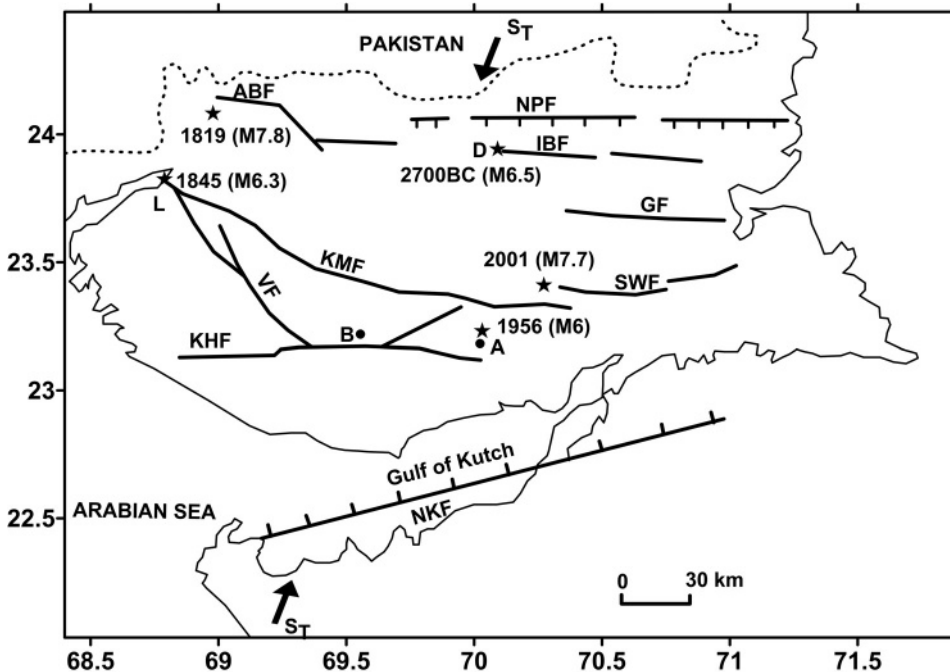 PAKISTAN
S_T
ABF
NPF
24
1819 (M7.8)
D
IBF
2700BC (M6.5)
1845 (M6.3)
L
GF
KMF
2001 (M7.7)
23.5
VF
SWF
KHF
B
1956 (M6)
A
23
Gulf of Kutch
NKF
ARABIAN SEA
22.5
0 30 km
S_T
68.5 69 69.5 70 70.5 71 71.5